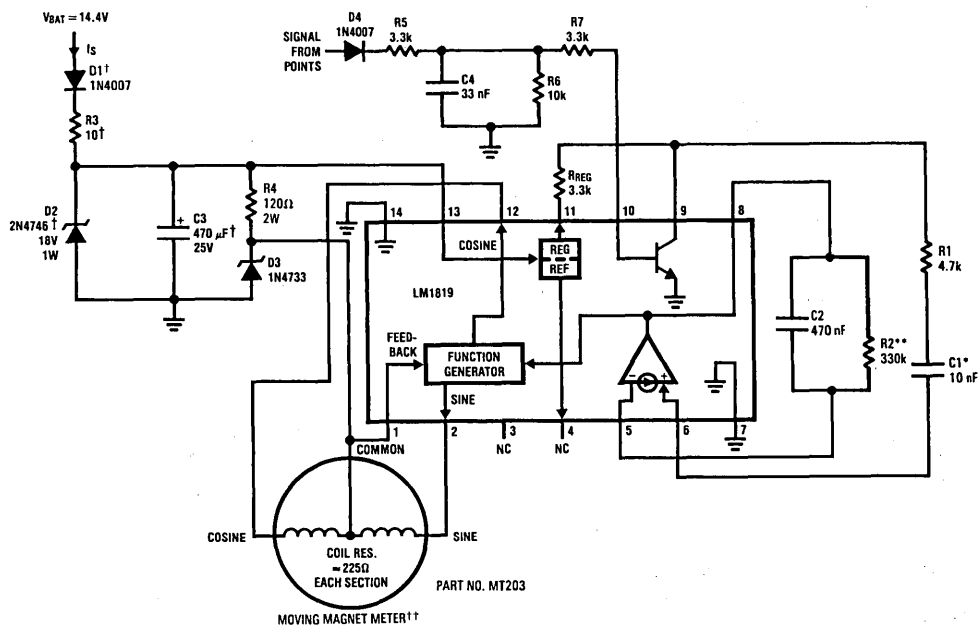 VBAT = 14.4V
IS
D1†
1N4007
R3
10†
D2
2N4746†
18V
1W
C3
+
470 μF†
25V
R4
120Ω
2W
D3
1N4733
SIGNAL
FROM
POINTS
D4
1N4007
R5
3.3k
C4
33 nF
R6
10k
R7
3.3k
RREG
3.3k
14
13
12
11
10
9
8
COSINE
REG
REF
LM1819
FEED-
BACK
FUNCTION
GENERATOR
SINE
- +
1
2
3
4
5
6
7
COMMON
NC
NC
C2
470 nF
R2**
330k
R1
4.7k
C1*
10 nF
COSINE
SINE
COIL RES.
≈225Ω
EACH SECTION
PART NO. MT203
MOVING MAGNET METER††